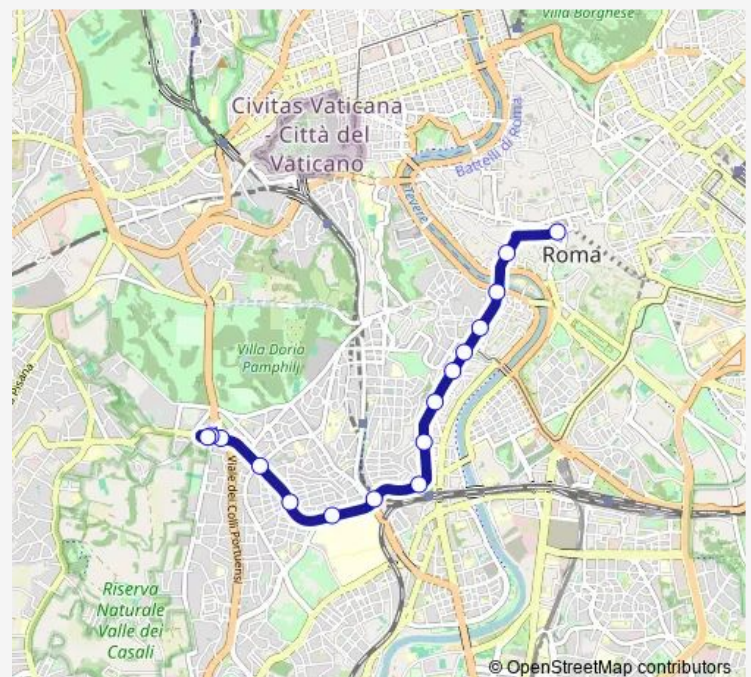 Villa Borghese
Civitas Vaticana
- Città del
Vaticano
Battelli di Roma
Tevere
Roma
Villa Doria
Pamphilj
Pisana
Viale dei Colli Portuensi
Riserva
Naturale
Valle dei
Casali
© OpenStreetMap contributors